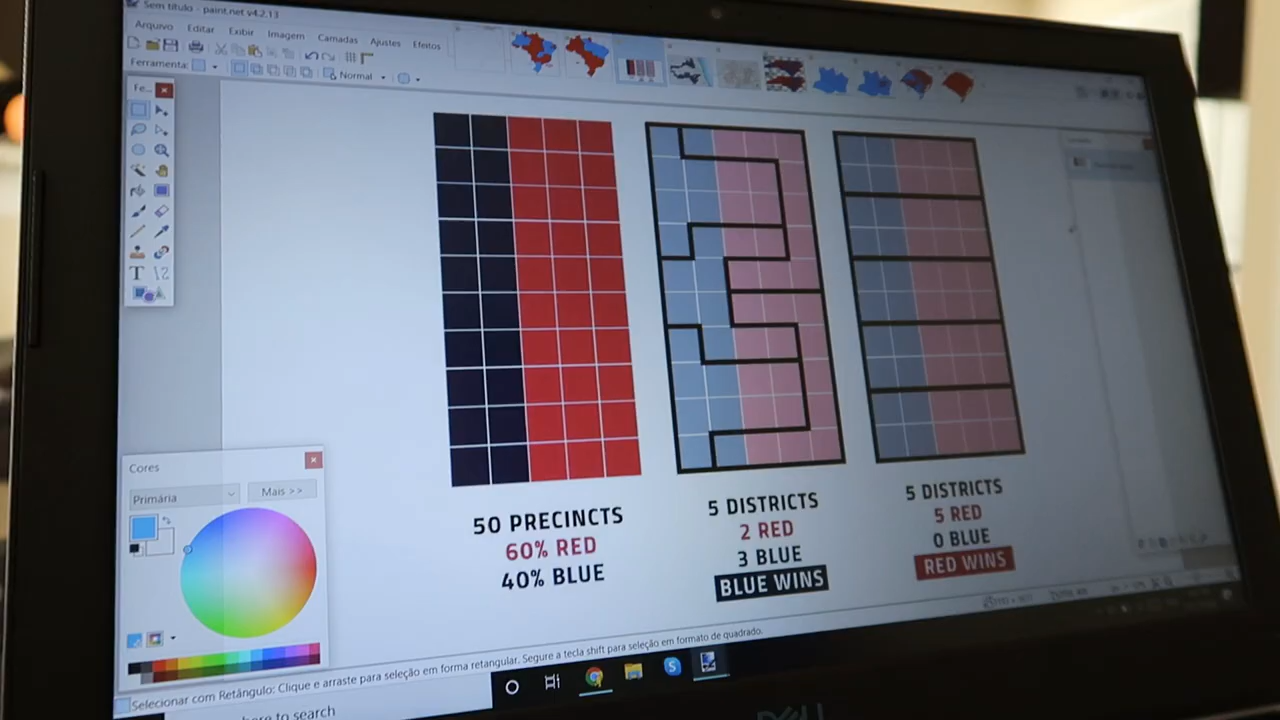 Sem título - paint.net v4.2.13
Arquivo Editar Exibir Imagem Camadas Ajustes Efeitos
Ferramenta: Normal
Fe...
50 PRECINCTS
60% RED
40% BLUE
5 DISTRICTS
2 RED
3 BLUE
BLUE WINS
5 DISTRICTS
5 RED
0 BLUE
RED WINS
Cores
Primária
Mais >>
Selecionar com Retângulo: Clique e arraste para seleção em forma retangular. Segure a tecla shift para seleção em formato de quadrado.
here to search
DELL